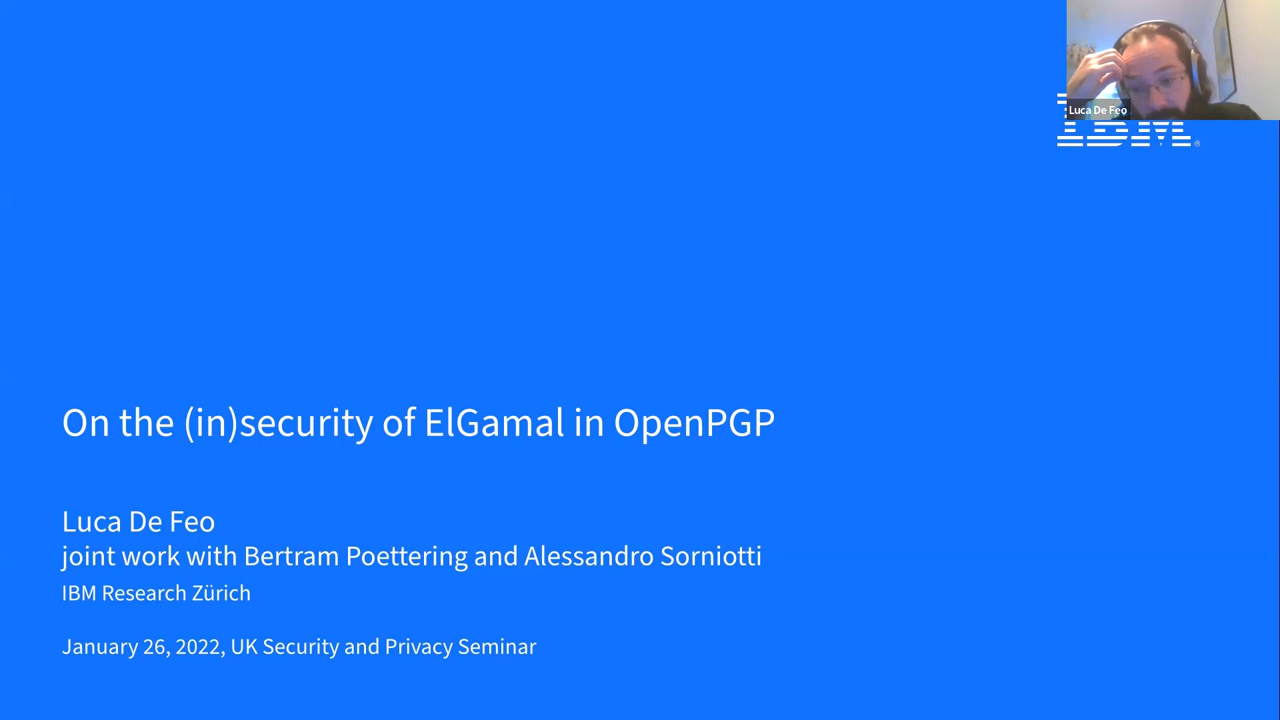 Luca De Feo
IBM
On the (in)security of ElGamal in OpenPGP
Luca De Feo
joint work with Bertram Poettering and Alessandro Sorniotti
IBM Research Zürich
January 26, 2022, UK Security and Privacy Seminar